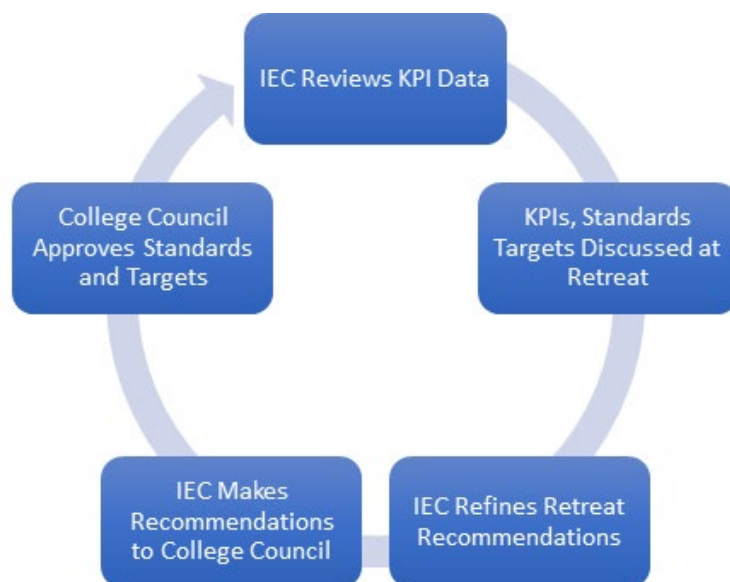 IEC Reviews KPI Data
KPIs, Standards
Targets Discussed at
Retreat
IEC Refines Retreat
Recommendations
IEC Makes
Recommendations
to College Council
College Council
Approves Standards
and Targets